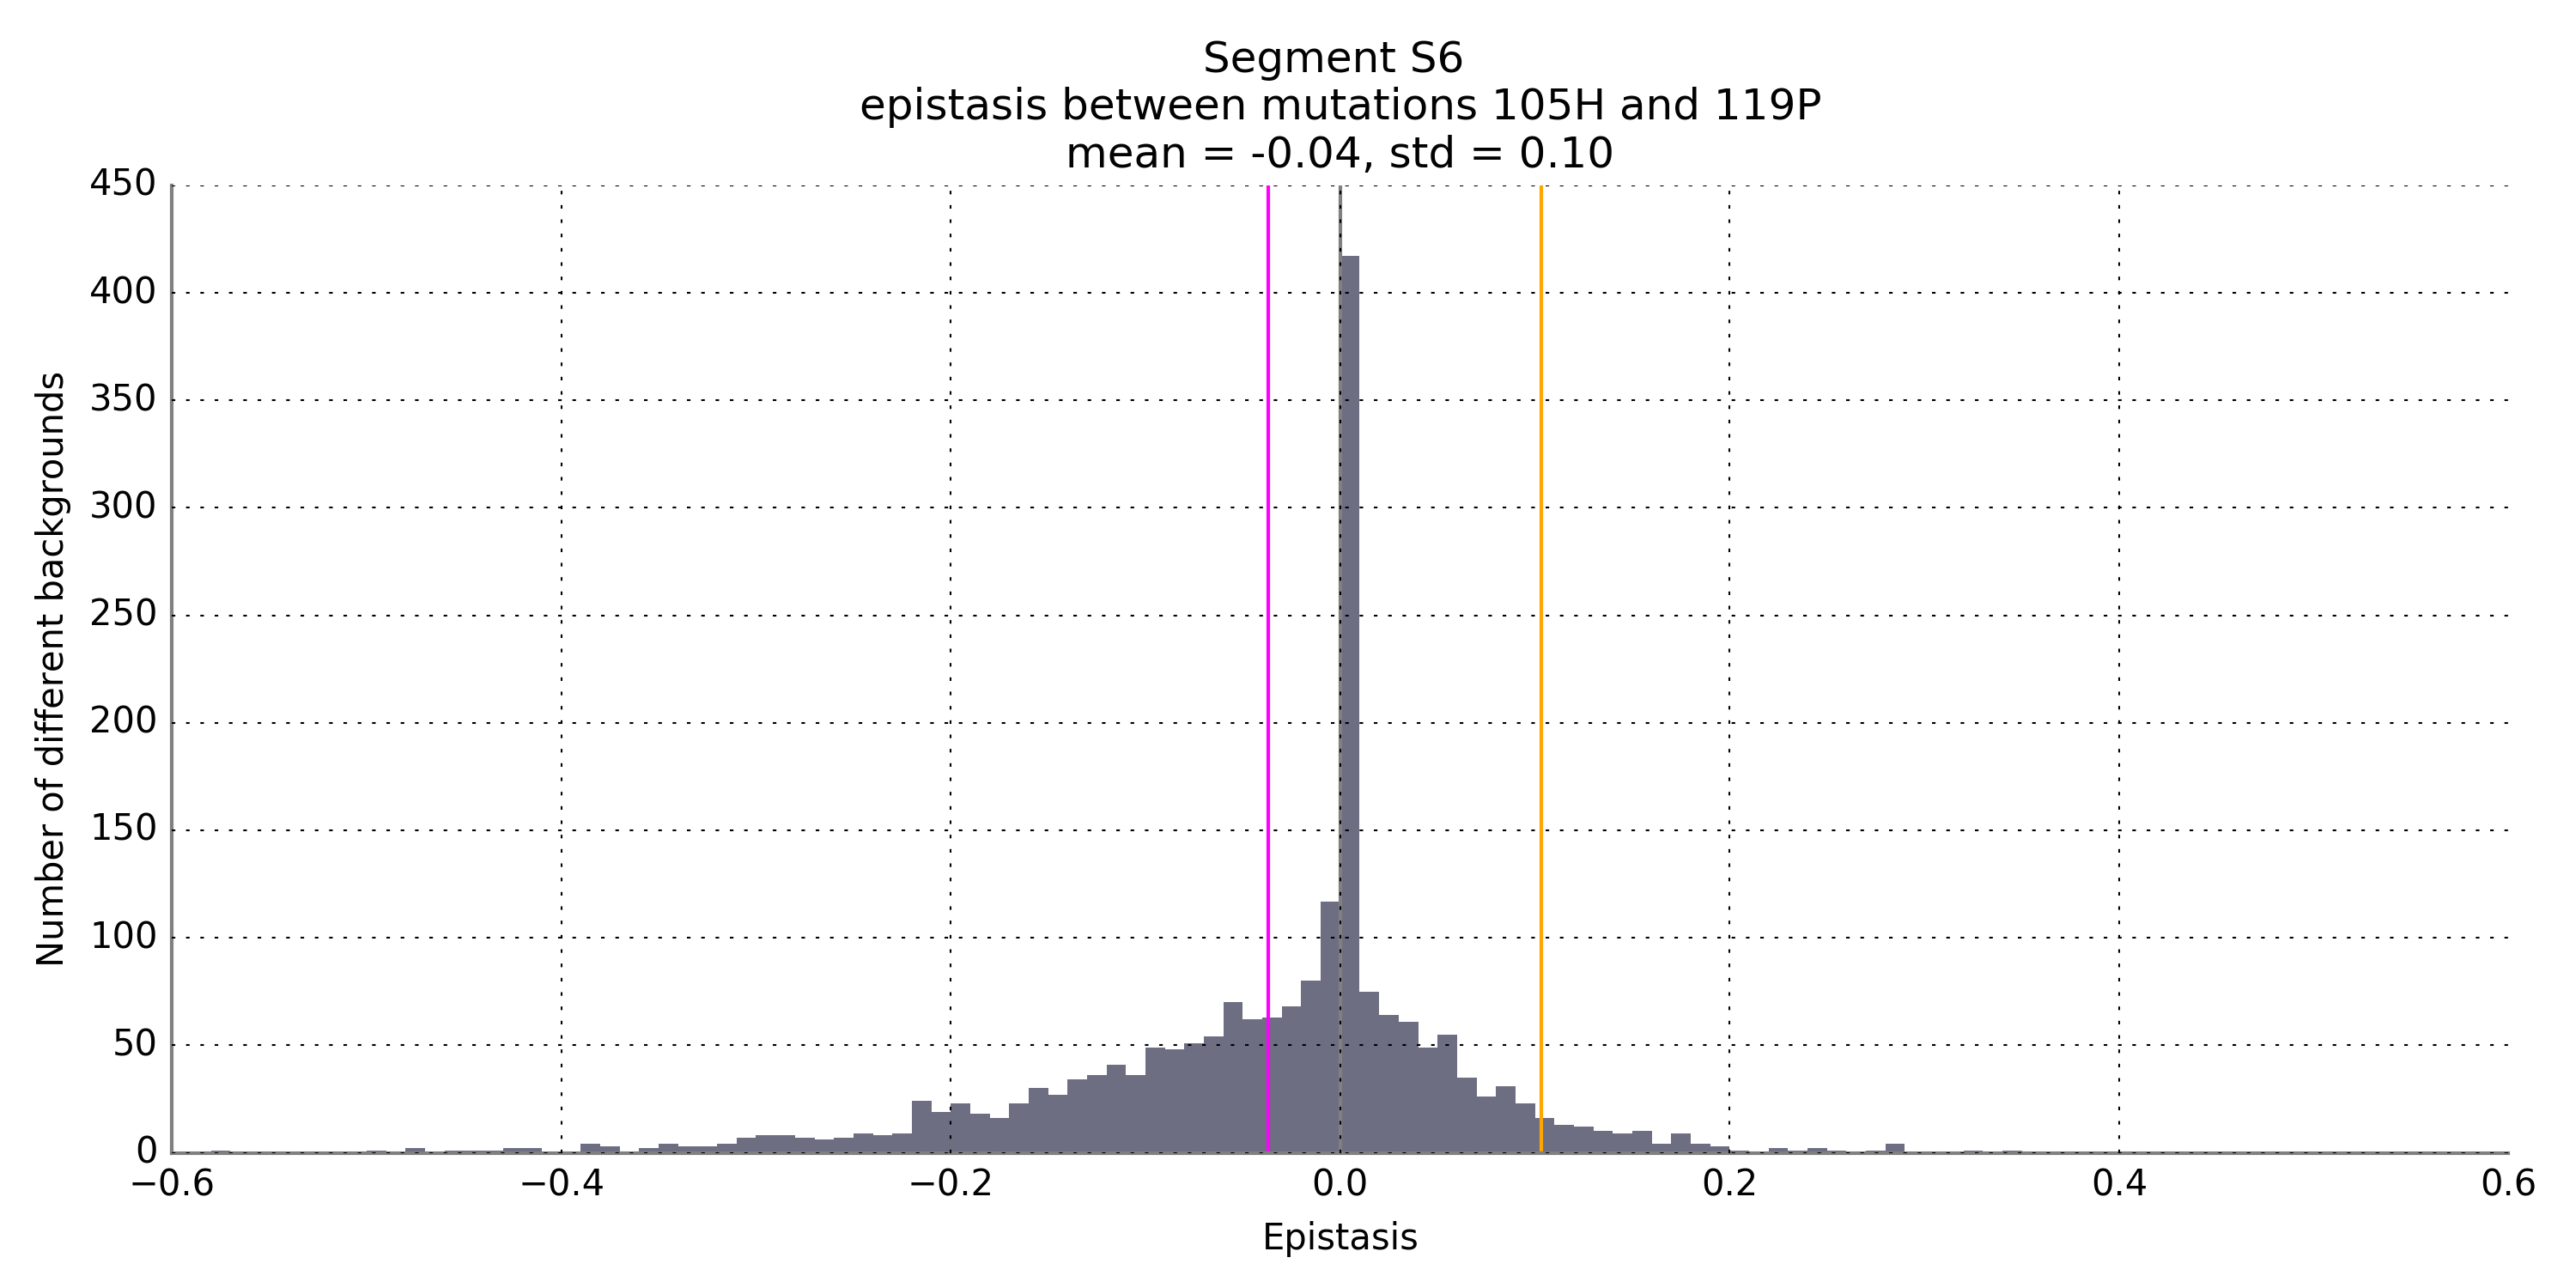 Segment S6
epistasis between mutations 105H and 119P
mean = -0.04, std = 0.10
450
400
350
300
250
200
150
100
50
0
Number of different backgrounds
−0.6 −0.4 −0.2 0.0 0.2 0.4 0.6
Epistasis